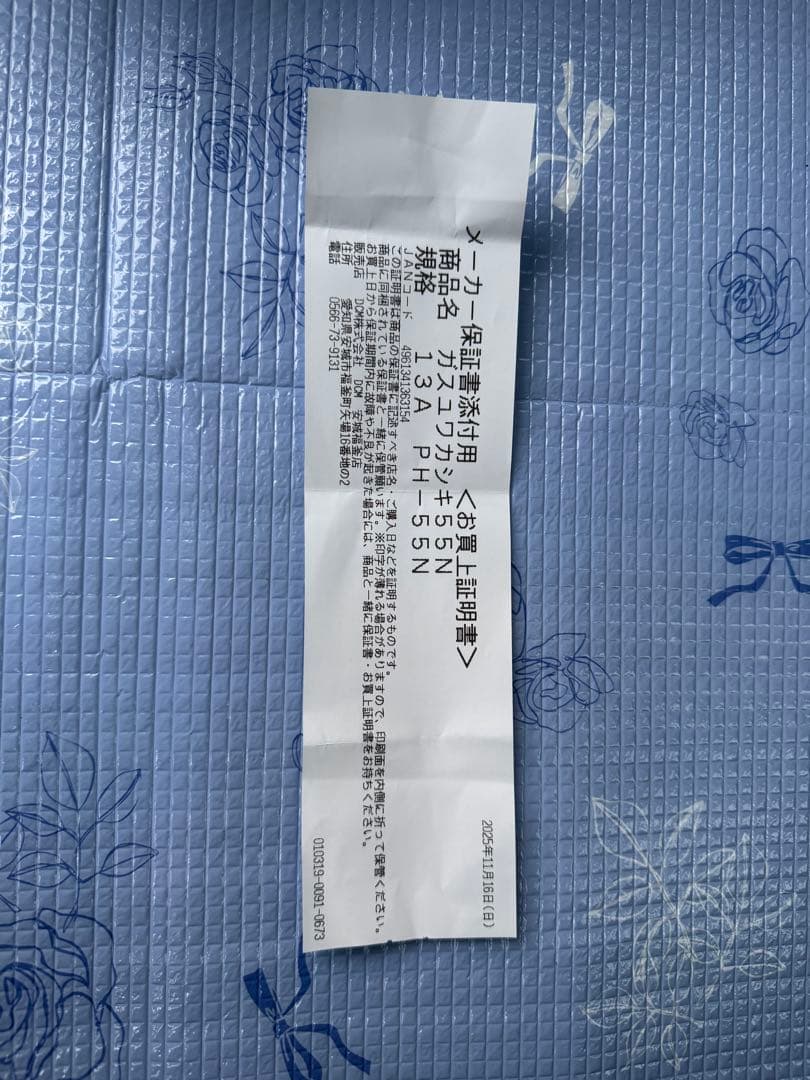 2025年11月16日(日)
メーカー保証書添付用 <お買上証明書>
商品名 ガスユワカシキ55N
規格 13A PH-55N
JANコード 4961341363154
この証明書は商品の保証書に記述すべき店名・ご購入日などを証明するものです。
商品に同梱されている保証書と一緒に保管願います。※印字が薄れる場合がありますので、印刷面を内側に折って保管ください。
お買上日から保証期間内に故障や不良が起きた場合には、商品と一緒に保証書・お買上証明書をお持ちください。
販売店 DCM株式会社 DCM 安城福釜店
住所 愛知県安城市福釜町矢場16番地の2
電話 0566-73-9131
010319-0091-0673